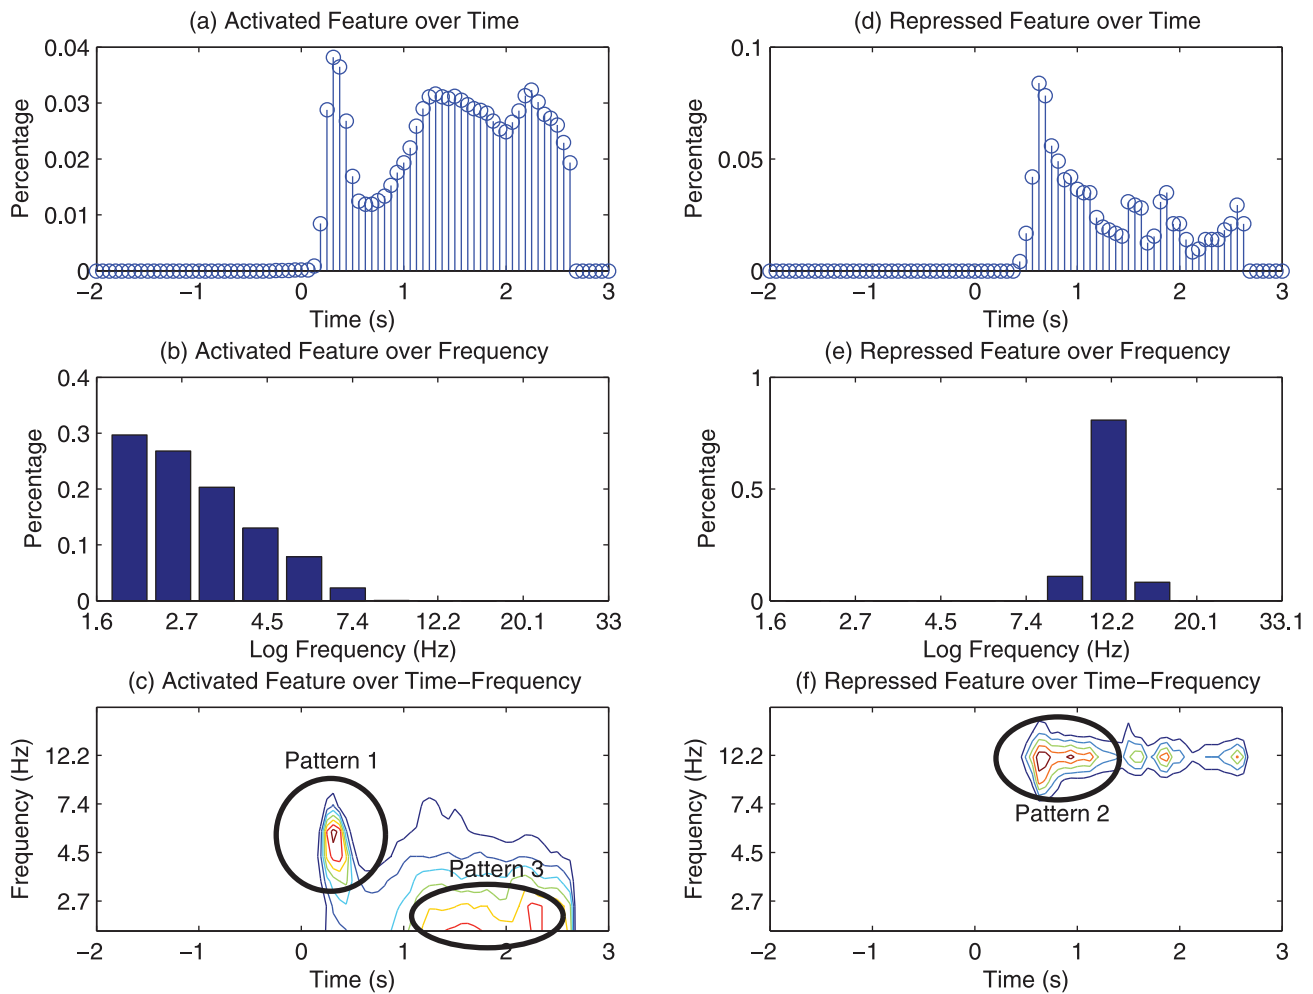 (a) Activated Feature over Time
0.04
0.03
0.02
0.01
0
Percentage
−2 −1 0 1 2 3
Time (s)
(d) Repressed Feature over Time
0.1
0.05
0
Percentage
−2 −1 0 1 2 3
Time (s)
(b) Activated Feature over Frequency
0.4
0.3
0.2
0.1
0
Percentage
1.6 2.7 4.5 7.4 12.2 20.1 33
Log Frequency (Hz)
(e) Repressed Feature over Frequency
1
0.5
0
Percentage
1.6 2.7 4.5 7.4 12.2 20.1 33.1
Log Frequency (Hz)
(c) Activated Feature over Time−Frequency
12.2
7.4
4.5
2.7
Frequency (Hz)
Pattern 1
Pattern 3
−2 −1 0 1 2 3
Time (s)
(f) Repressed Feature over Time−Frequency
12.2
7.4
4.5
2.7
Frequency (Hz)
Pattern 2
−2 −1 0 1 2 3
Time (s)